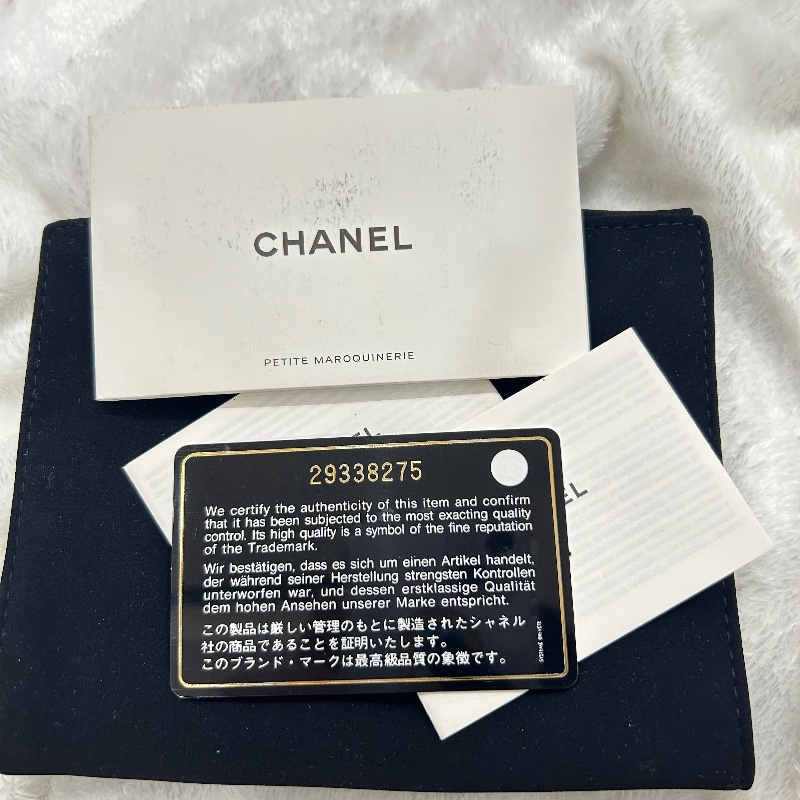 CHANEL
PETITE MAROQUINERIE
EL
EL
29338275
We certify the authenticity of this item and confirm
that it has been subjected to the most exacting quality
control. Its high quality is a symbol of the fine reputation
of the Trademark.
Wir bestätigen, dass es sich um einen Artikel handelt,
der während seiner Herstellung strengsten Kontrollen
unterworfen war, und dessen erstklassige Qualität
dem hohen Ansehen unserer Marke entspricht.
この製品は厳しい管理のもとに製造されたシャネル
社の商品であることを証明いたします。
このブランド・マークは最高級品質の象徴です。